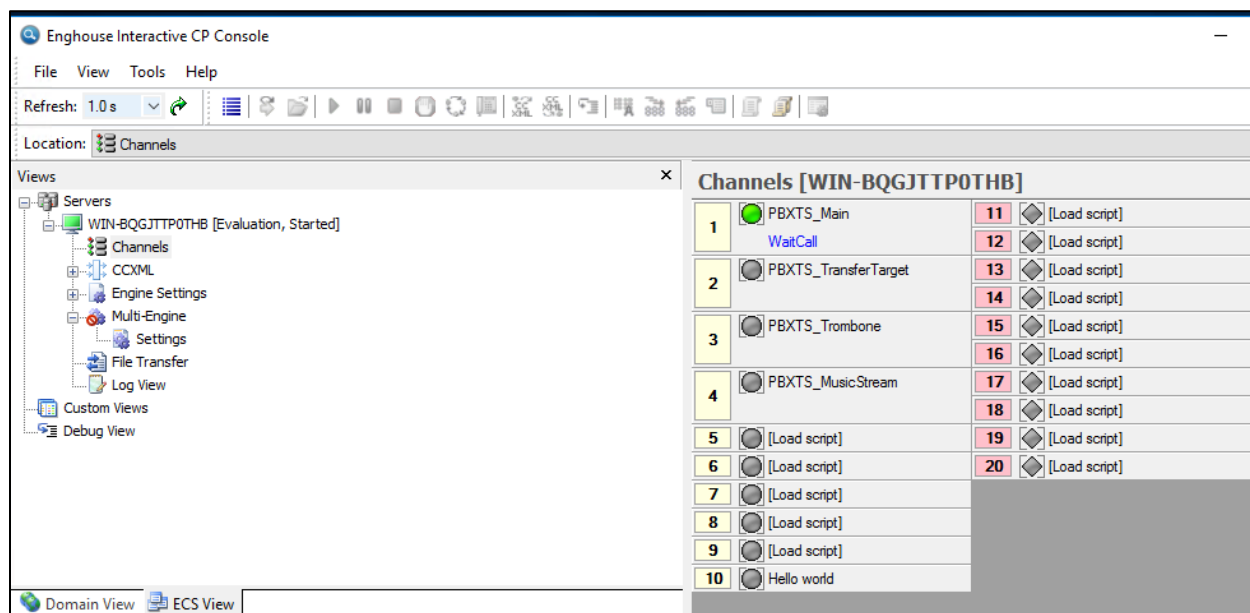 Enghouse Interactive CP Console
File View Tools Help
Refresh: 1.0 s
Location: Channels
Views
Servers
WIN-BQGJTTP0THB [Evaluation, Started]
Channels
CCXML
Engine Settings
Multi-Engine
Settings
File Transfer
Log View
Custom Views
Debug View
Domain View ECS View
Channels [WIN-BQGJTTP0THB]
1 PBXTS_Main
WaitCall
2 PBXTS_TransferTarget
3 PBXTS_Trombone
4 PBXTS_MusicStream
5 [Load script]
6 [Load script]
7 [Load script]
8 [Load script]
9 [Load script]
10 Hello world
11 [Load script]
12 [Load script]
13 [Load script]
14 [Load script]
15 [Load script]
16 [Load script]
17 [Load script]
18 [Load script]
19 [Load script]
20 [Load script]